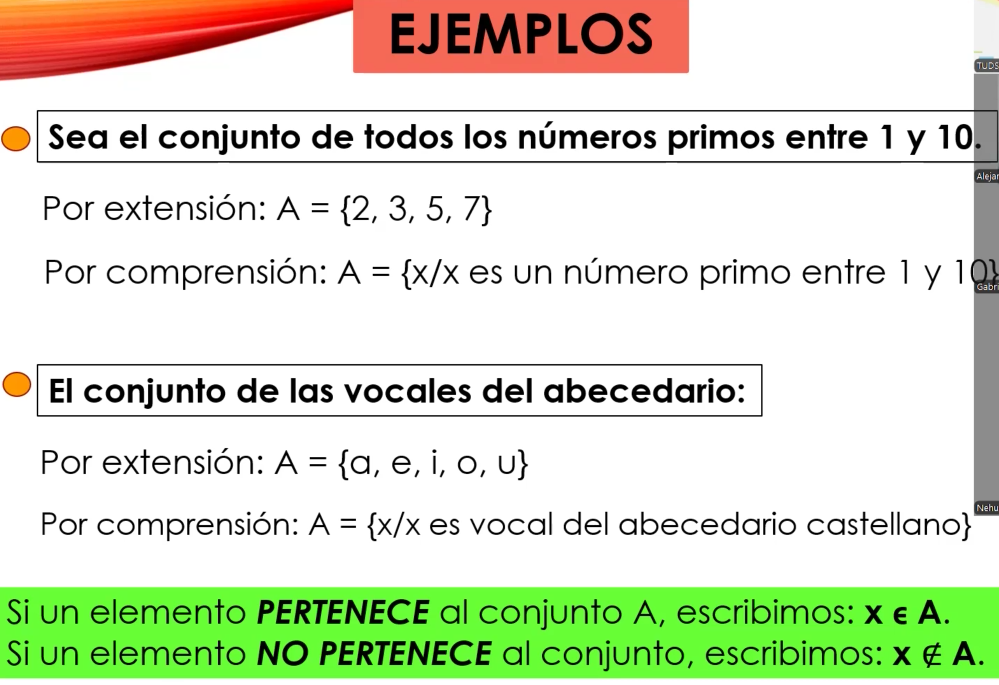 EJEMPLOS
TUDS
Sea el conjunto de todos los números primos entre 1 y 10.
Alejar
Por extensión: A = {2, 3, 5, 7}
Por comprensión: A = {x/x es un número primo entre 1 y 10}
Gabri
El conjunto de las vocales del abecedario:
Por extensión: A = {a, e, i, o, u}
Nehu
Por comprensión: A = {x/x es vocal del abecedario castellano}
Si un elemento PERTENECE al conjunto A, escribimos: x ϵ A.
Si un elemento NO PERTENECE al conjunto, escribimos: x ∉ A.